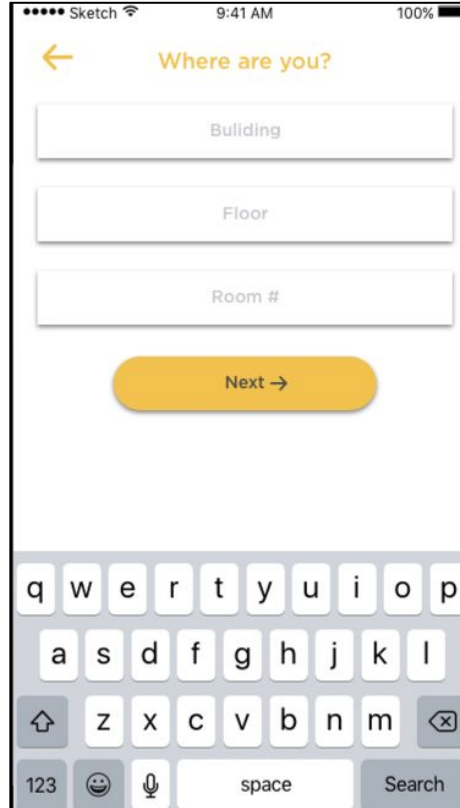 Sketch 9:41 AM 100%
Where are you?
Buliding
Floor
Room #
Next →
q w e r t y u i o p
a s d f g h j k l
z x c v b n m
123 space Search